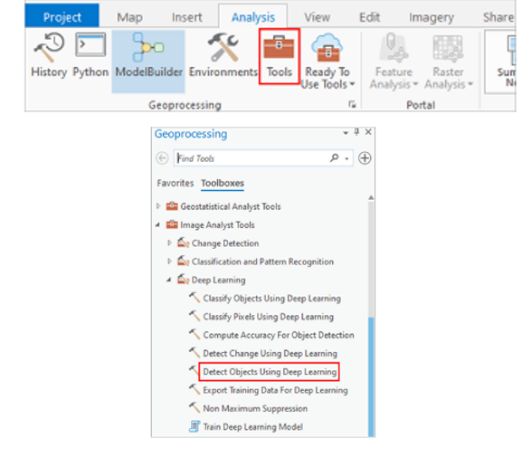 Project Map Insert Analysis View Edit Imagery Share
History Python ModelBuilder Environments Tools Ready To Use Tools Feature Analysis Raster Analysis
Geoprocessing Portal
Geoprocessing
Find Tools
Favorites Toolboxes
Geostatistical Analyst Tools
Image Analyst Tools
Change Detection
Classification and Pattern Recognition
Deep Learning
Classify Objects Using Deep Learning
Classify Pixels Using Deep Learning
Compute Accuracy For Object Detection
Detect Change Using Deep Learning
Detect Objects Using Deep Learning
Export Training Data For Deep Learning
Non Maximum Suppression
Train Deep Learning Model